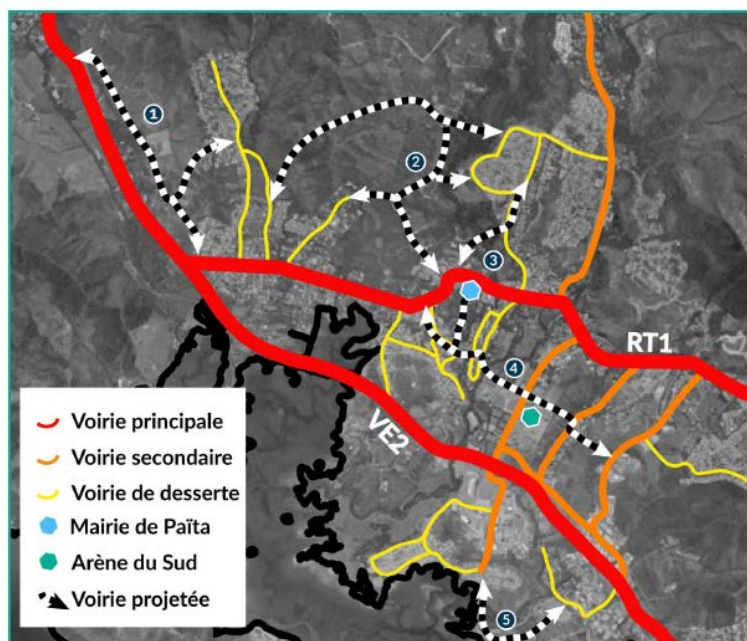 1
2
3
RT1
4
VE2
5
Voirie principale
Voirie secondaire
Voirie de desserte
Mairie de Païta
Arène du Sud
Voirie projetée